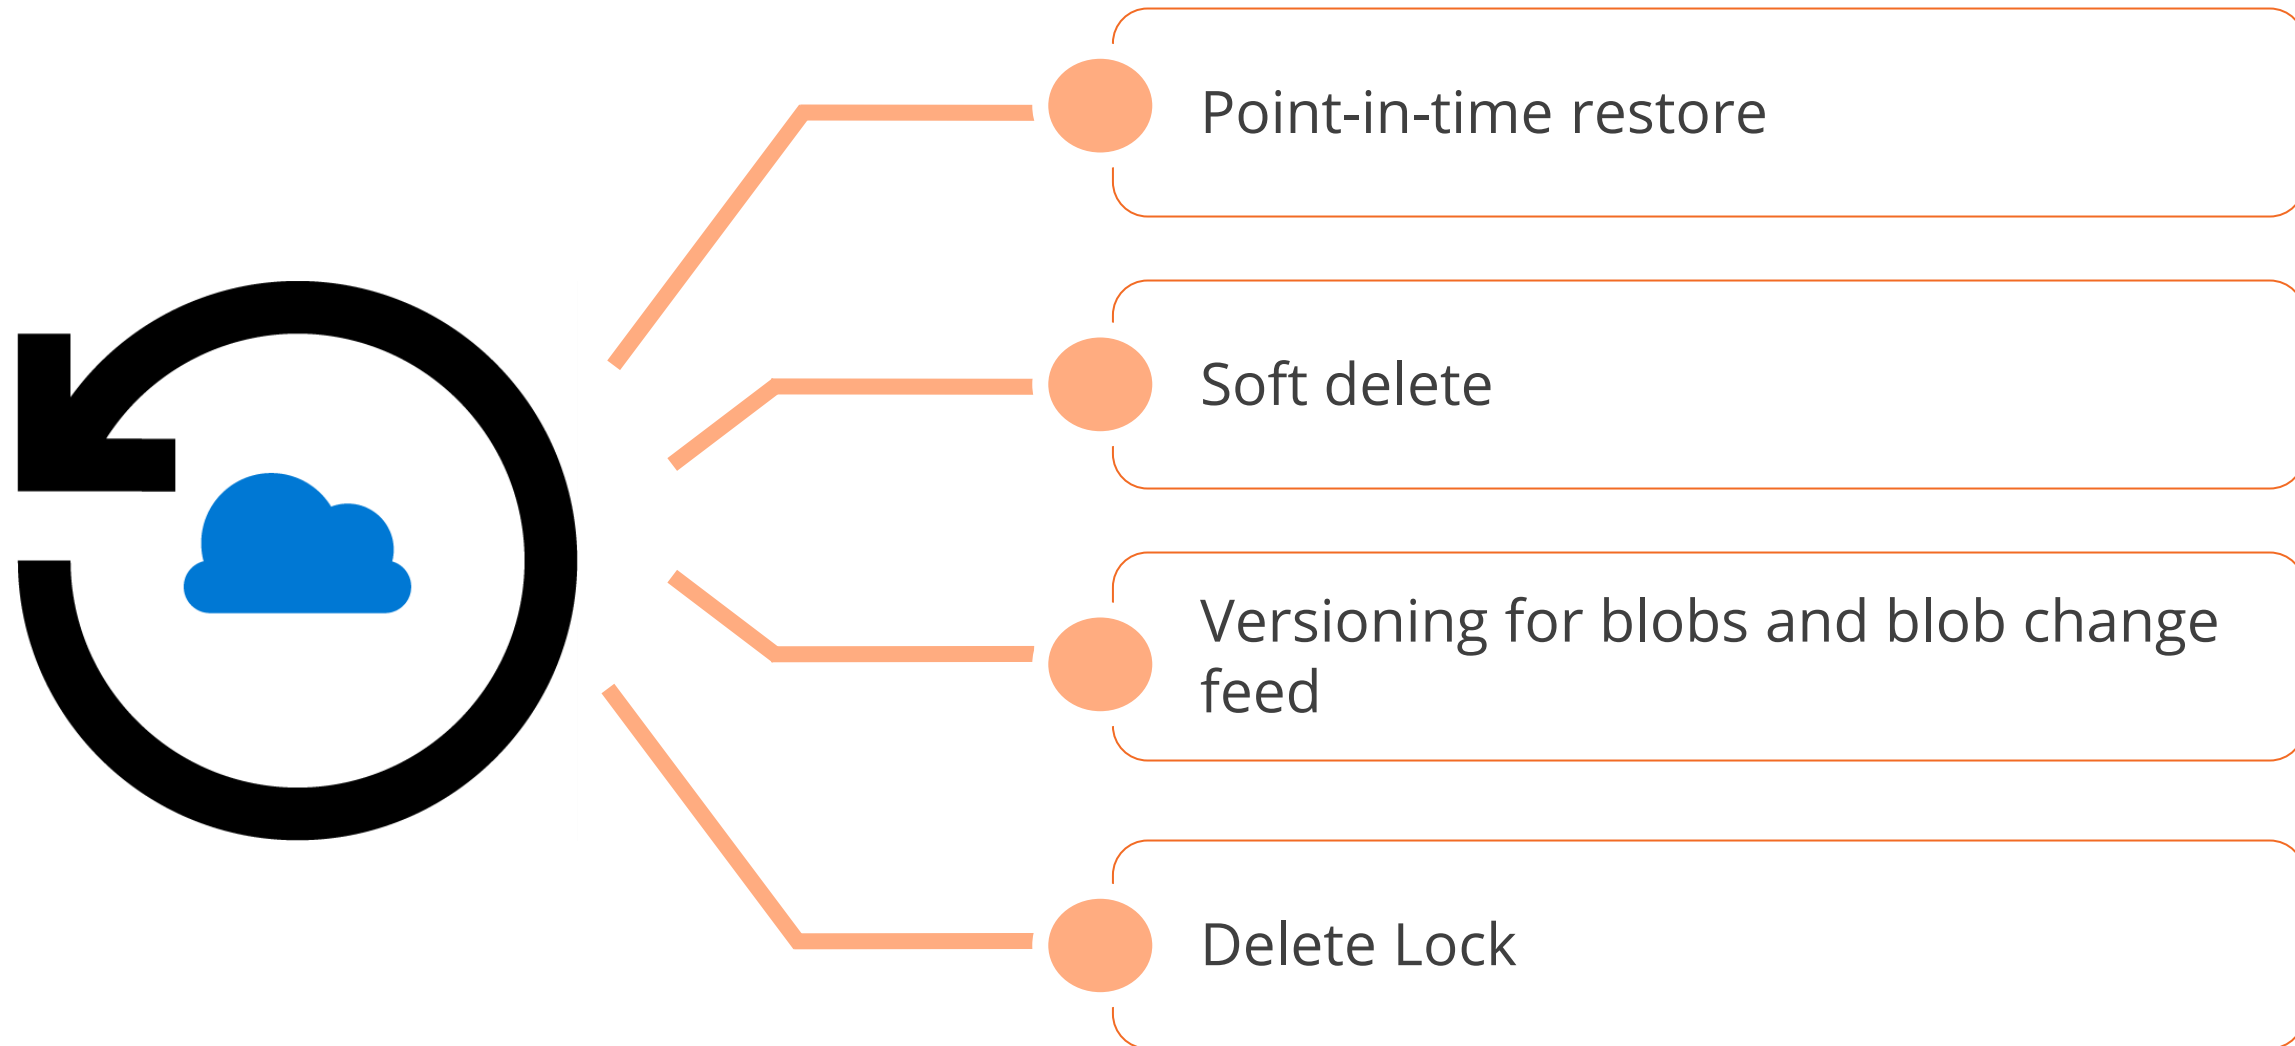 Point-in-time restore
Soft delete
Versioning for blobs and blob change
feed
Delete Lock